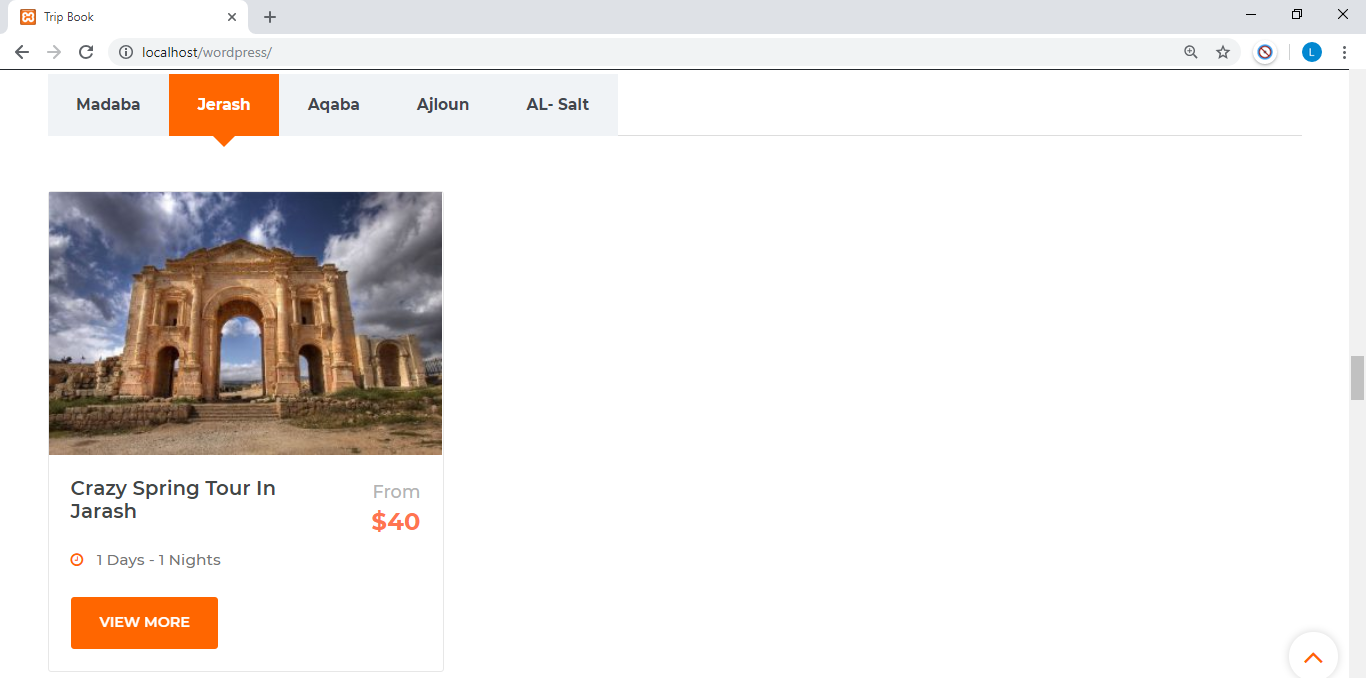 Trip Book
localhost/wordpress/
L
Madaba Jerash Aqaba Ajloun AL- Salt
Crazy Spring Tour In
Jarash
From
$40
1 Days - 1 Nights
VIEW MORE